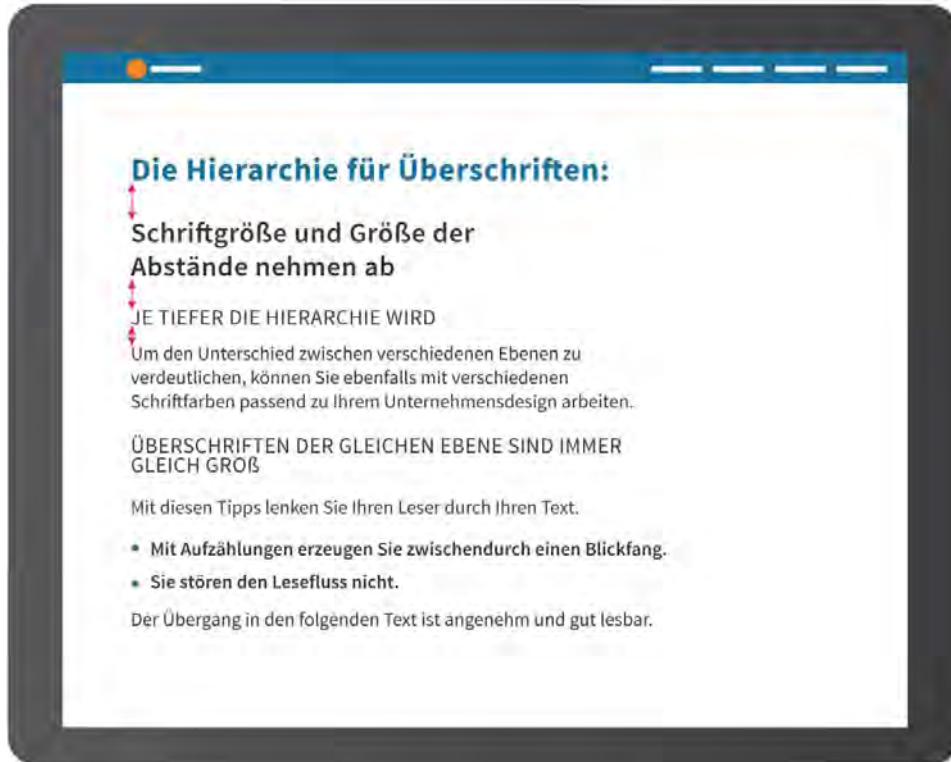 Die Hierarchie für Überschriften:
Schriftgröße und Größe der
Abstände nehmen ab
JE TIEFER DIE HIERARCHIE WIRD
Um den Unterschied zwischen verschiedenen Ebenen zu
verdeutlichen, können Sie ebenfalls mit verschiedenen
Schriftfarben passend zu Ihrem Unternehmensdesign arbeiten.
ÜBERSCHRIFTEN DER GLEICHEN EBENE SIND IMMER
GLEICH GROß
Mit diesen Tipps lenken Sie Ihren Leser durch Ihren Text.
• Mit Aufzählungen erzeugen Sie zwischendurch einen Blickfang.
• Sie stören den Lesefluss nicht.
Der Übergang in den folgenden Text ist angenehm und gut lesbar.